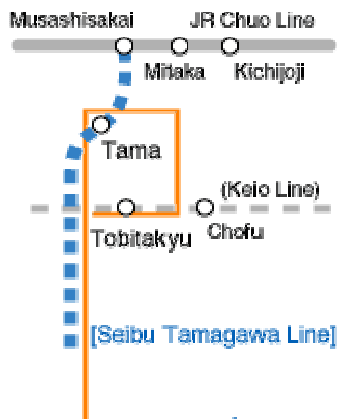 Musashisakai JR Chuo Line
Mitaka Kichijoji
Tama
(Keio Line)
Tobitakyu Chofu
[Seibu Tamagawa Line]